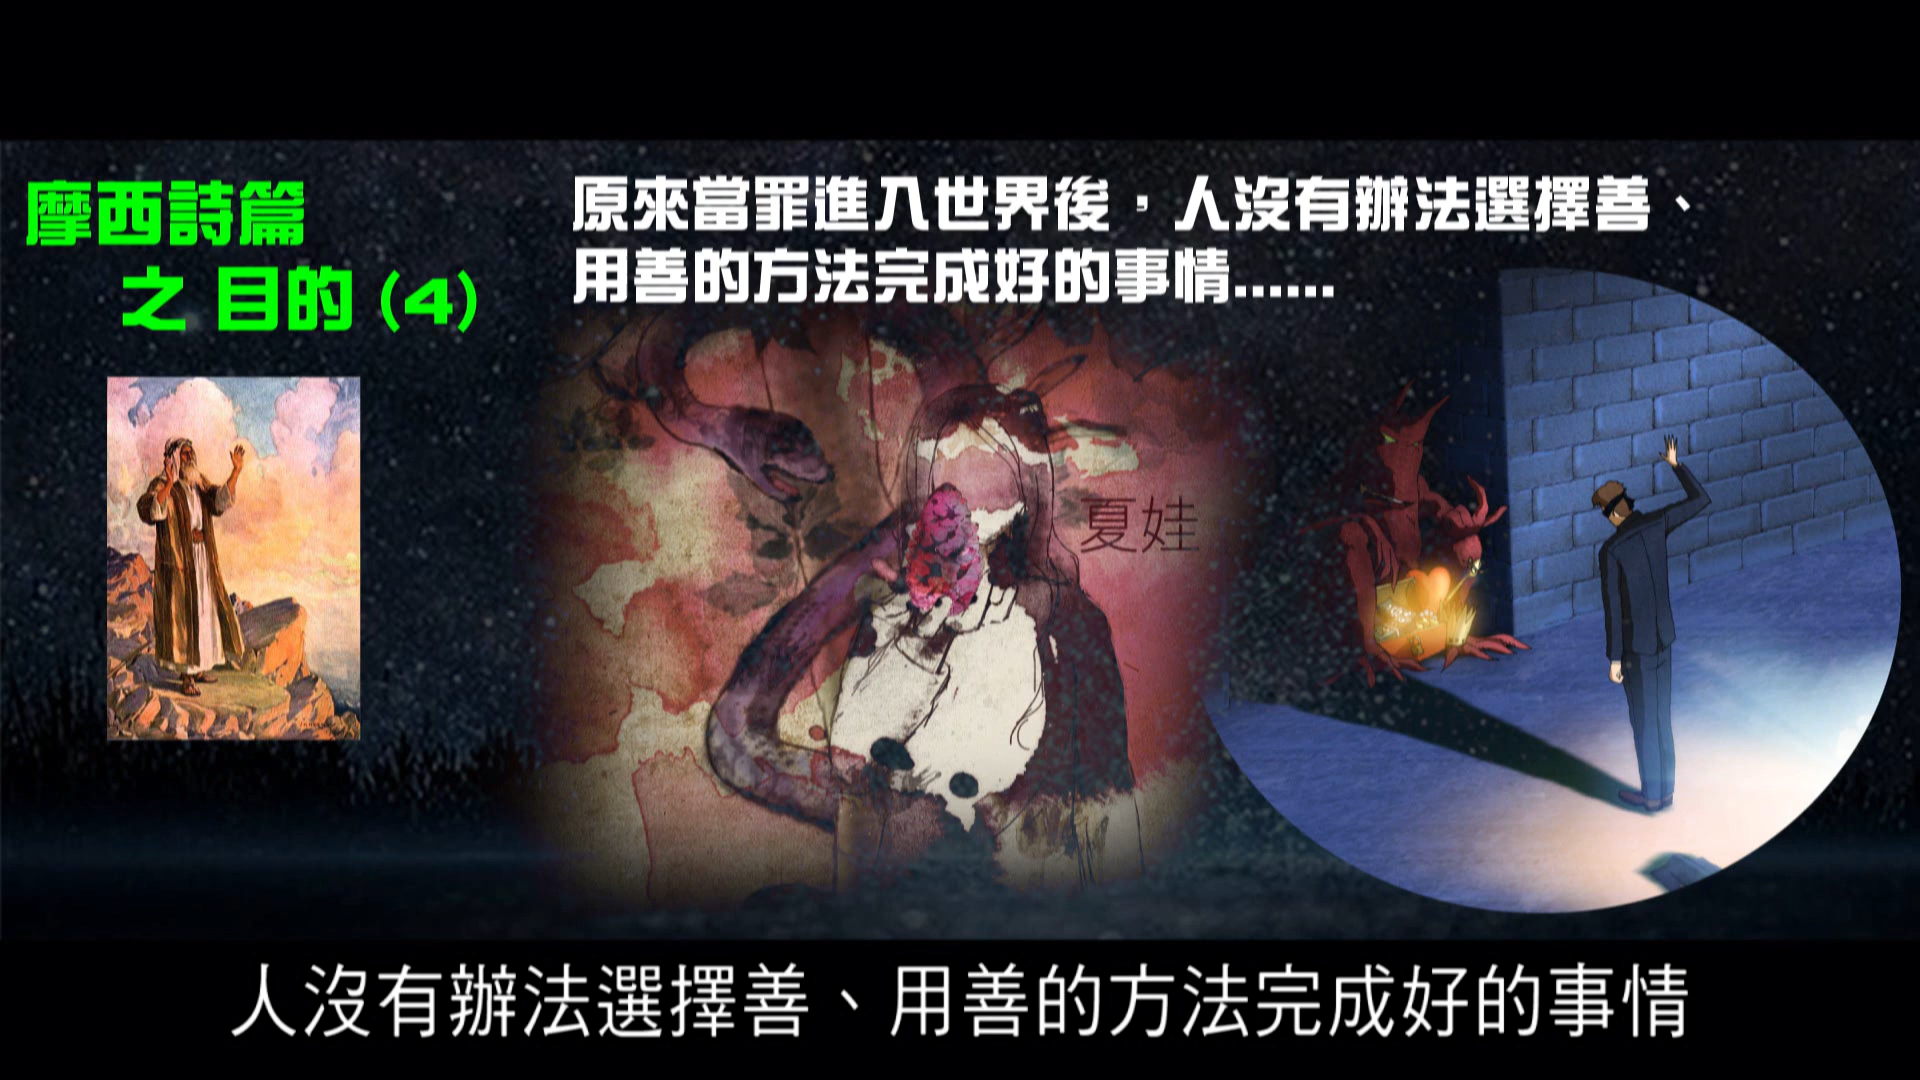 摩西詩篇
之 目的 (4)
原來當罪進入世界後，人沒有辦法選擇善、
用善的方法完成好的事情......
夏娃
人沒有辦法選擇善、用善的方法完成好的事情